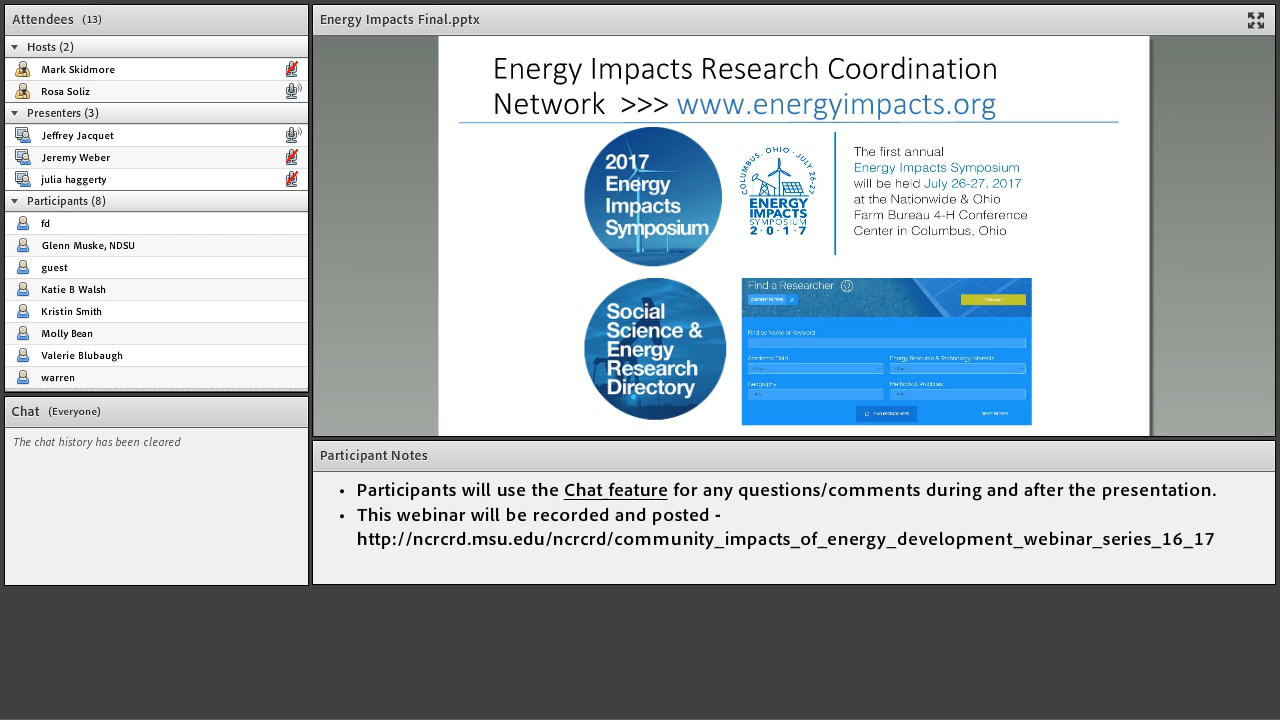 Attendees (13)
Hosts (2)
Mark Skidmore
Rosa Soliz
Presenters (3)
Jeffrey Jacquet
Jeremy Weber
julia haggerty
Participants (8)
fd
Glenn Muske, NDSU
guest
Katie B Walsh
Kristin Smith
Molly Bean
Valerie Blubaugh
warren
Chat (Everyone)
The chat history has been cleared
Energy Impacts Final.pptx
Energy Impacts Research Coordination
Network >>> www.energyimpacts.org
2017
Energy
Impacts
Symposium
COLUMBUS, OHIO · JULY 26-27
ENERGY
IMPACTS
SYMPOSIUM
2·0·1·7
The first annual
Energy Impacts Symposium
will be held July 26-27, 2017
at the Nationwide & Ohio
Farm Bureau 4-H Conference
Center in Columbus, Ohio
Social
Science &
Energy
Research
Directory
Find a Researcher
CURRENT FILTERS
Find by Name or Keyword
Academic Field
Energy Resource & Technology Interests
Geography
Methods & Practices
FIND RESEARCHERS
RESET FILTERS
Participant Notes
• Participants will use the Chat feature for any questions/comments during and after the presentation.
• This webinar will be recorded and posted -
http://ncrcrd.msu.edu/ncrcrd/community_impacts_of_energy_development_webinar_series_16_17